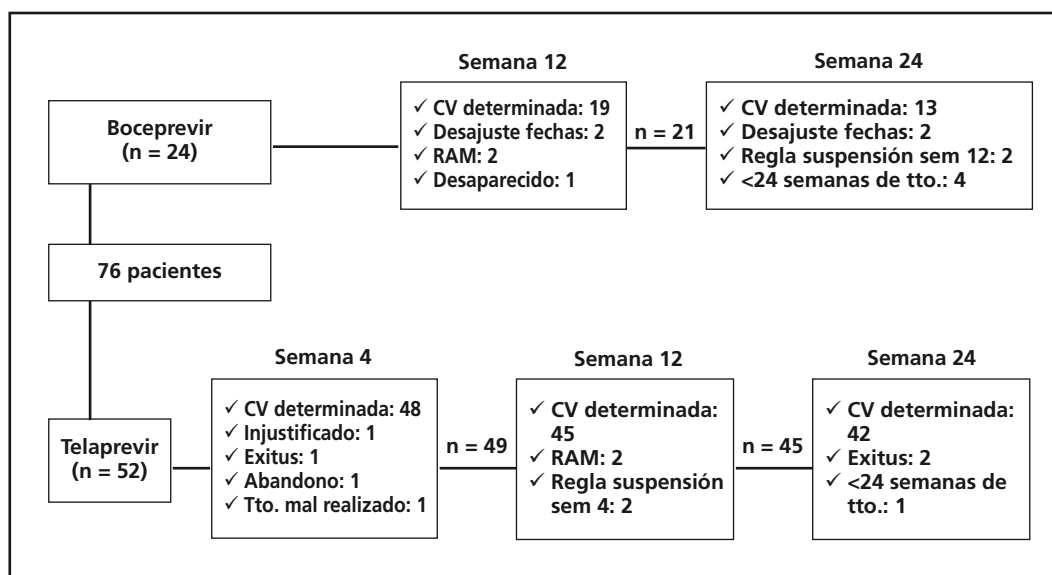 Semana 12
Semana 24
Boceprevir
(n = 24)
✓ CV determinada: 19
✓ Desajuste fechas: 2
✓ RAM: 2
✓ Desaparecido: 1
n = 21
✓ CV determinada: 13
✓ Desajuste fechas: 2
✓ Regla suspensión sem 12: 2
✓ <24 semanas de tto.: 4
76 pacientes
Semana 4
Semana 12
Semana 24
Telaprevir
(n = 52)
✓ CV determinada: 48
✓ Injustificado: 1
✓ Exitus: 1
✓ Abandono: 1
✓ Tto. mal realizado: 1
n = 49
✓ CV determinada:
45
✓ RAM: 2
✓ Regla suspensión
sem 4: 2
n = 45
✓ CV determinada:
42
✓ Exitus: 2
✓ <24 semanas de
tto.: 1